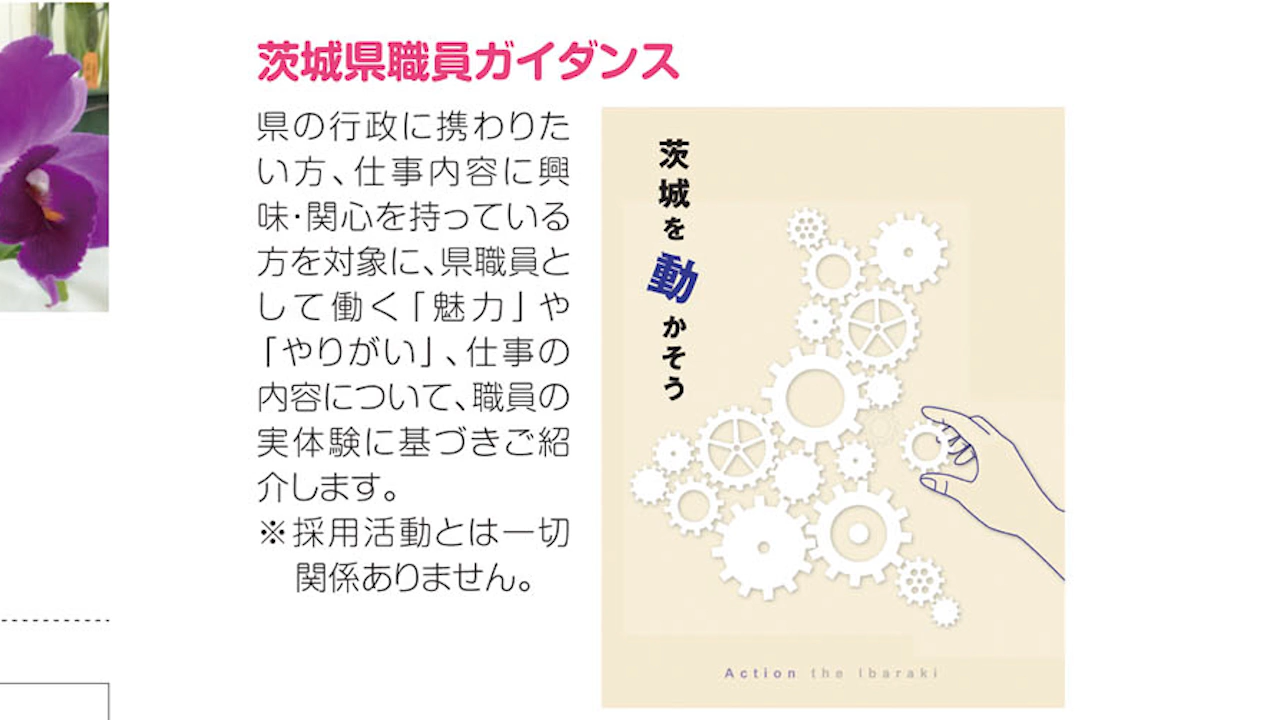 茨城県職員ガイダンス
県の行政に携わりた
い方、仕事内容に興
味・関心を持っている
方を対象に、県職員と
して働く「魅力」や
「やりがい」、仕事の
内容について、職員の
実体験に基づきご紹
介します。
※採用活動とは一切
関係ありません。
茨城を動かそう
Action the Ibaraki